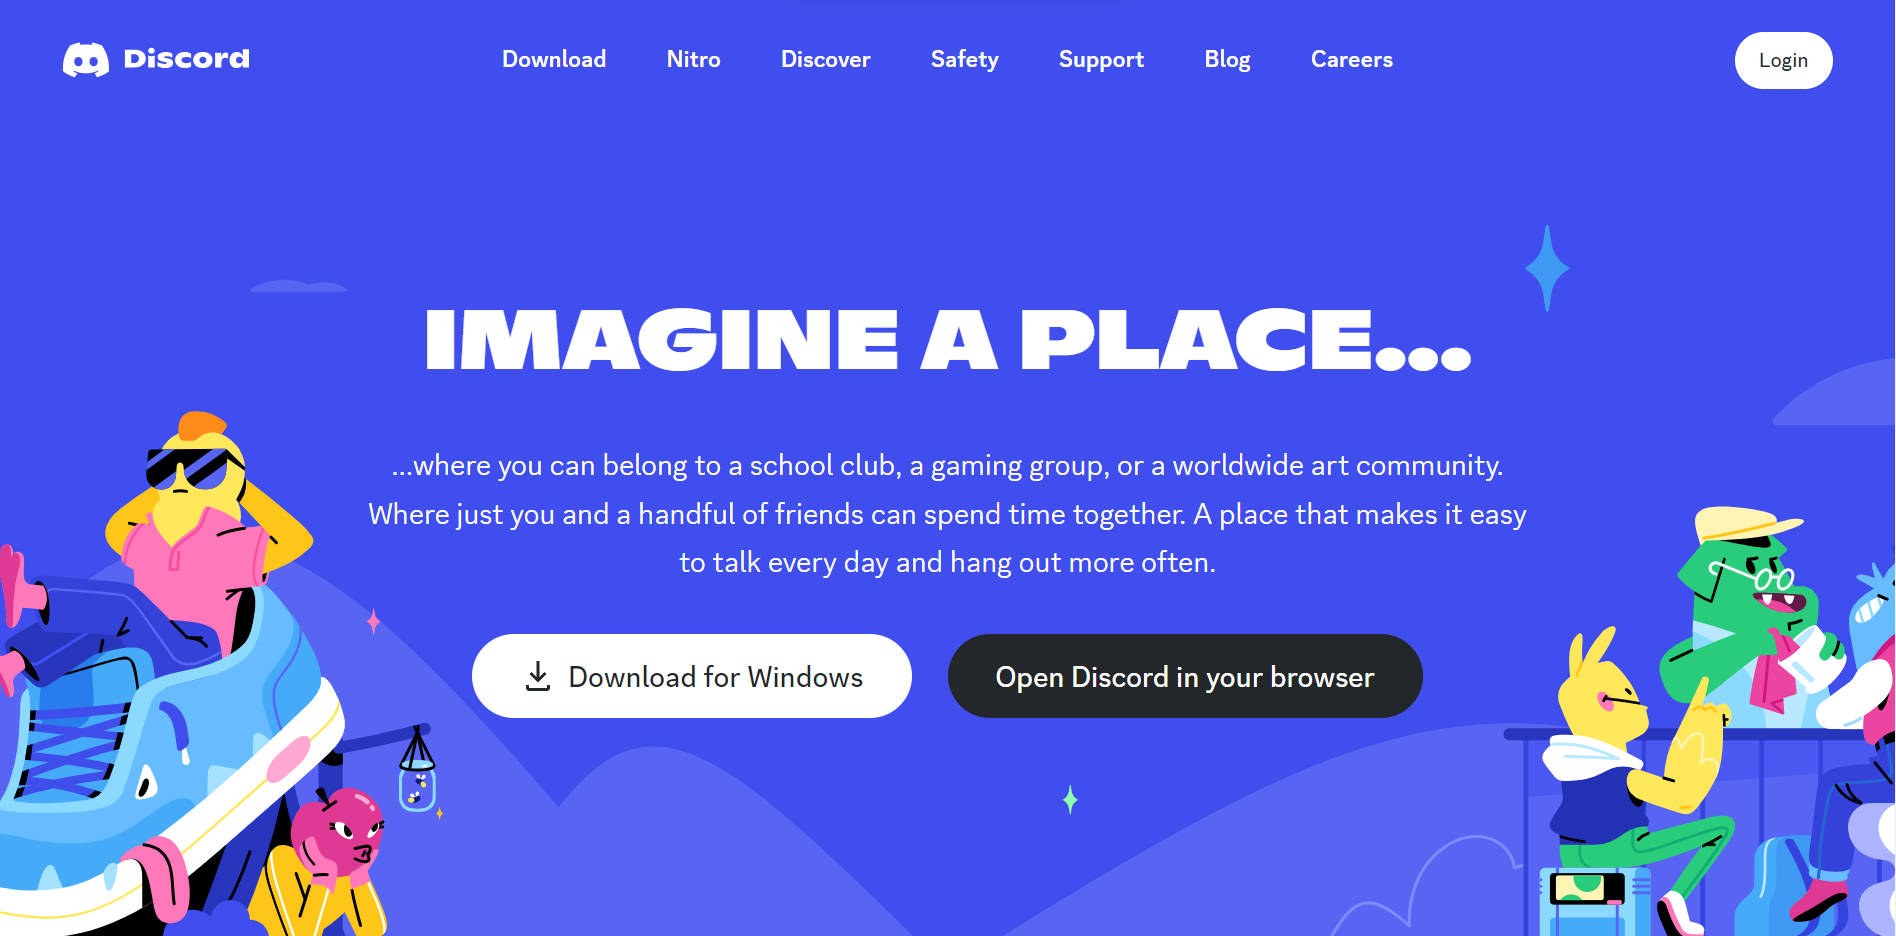 Discord
Download Nitro Discover Safety Support Blog Careers
Login
IMAGINE A PLACE...
...where you can belong to a school club, a gaming group, or a worldwide art community.
Where just you and a handful of friends can spend time together. A place that makes it easy
to talk every day and hang out more often.
Download for Windows
Open Discord in your browser